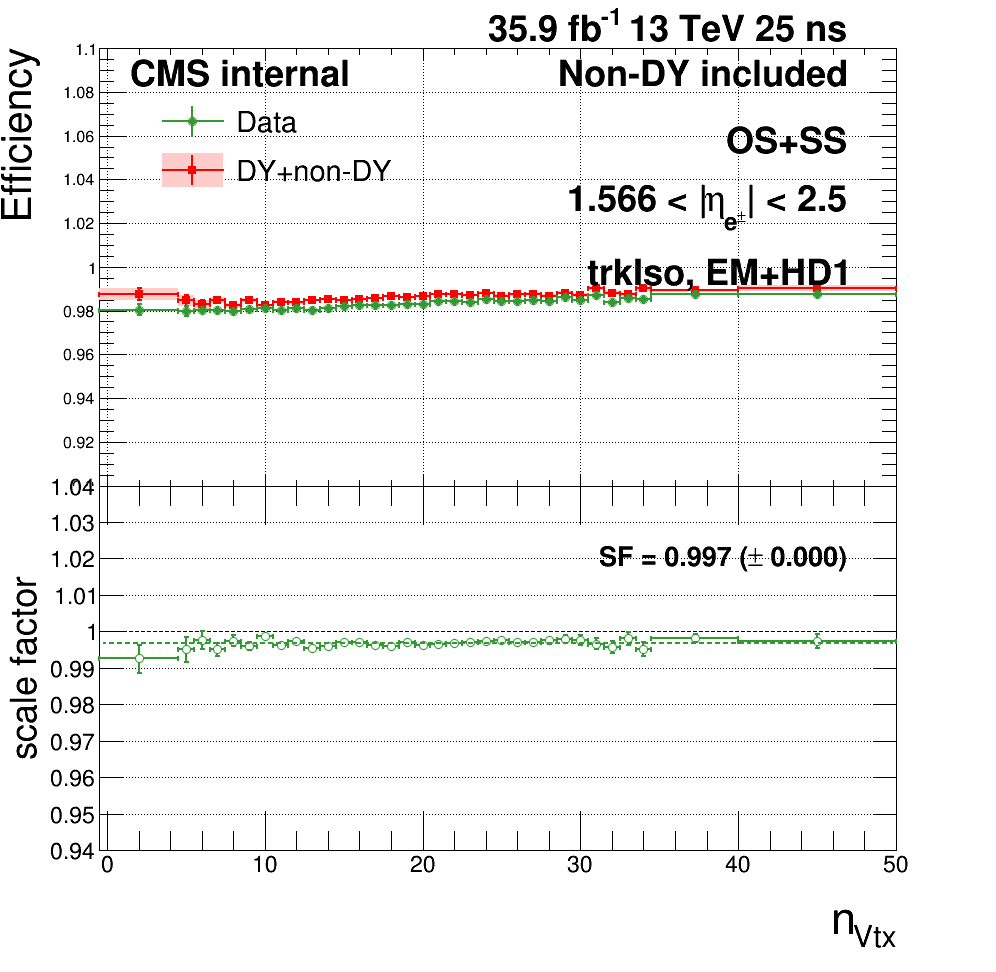 35.9 fb⁻¹ 13 TeV 25 ns
Efficiency
CMS internal
Non-DY included
Data
OS+SS
DY+non-DY
1.566 < |η_e±| < 2.5
trkIso, EM+HD1
1.1
1.08
1.06
1.04
1.02
1
0.98
0.96
0.94
0.92
1.04
1.03
1.02
1.01
1
0.99
0.98
0.97
0.96
0.95
0.94
SF = 0.997 (± 0.000)
scale factor
0 10 20 30 40 50
n_Vtx